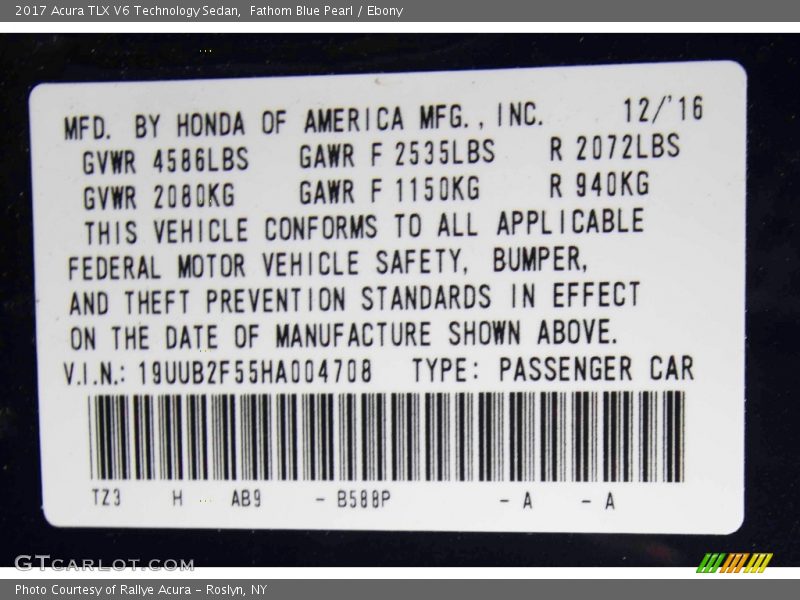 2017 Acura TLX V6 Technology Sedan, Fathom Blue Pearl / Ebony
MFD. BY HONDA OF AMERICA MFG., INC. 12/'16
GVWR 4586LBS GAWR F 2535LBS R 2072LBS
GVWR 2080KG GAWR F 1150KG R 940KG
THIS VEHICLE CONFORMS TO ALL APPLICABLE
FEDERAL MOTOR VEHICLE SAFETY, BUMPER,
AND THEFT PREVENTION STANDARDS IN EFFECT
ON THE DATE OF MANUFACTURE SHOWN ABOVE.
V.I.N.: 19UUB2F55HA004708 TYPE: PASSENGER CAR
TZ3 H AB9 - B588P - A - A
GTCARLOT.COM
Photo Courtesy of Rallye Acura - Roslyn, NY